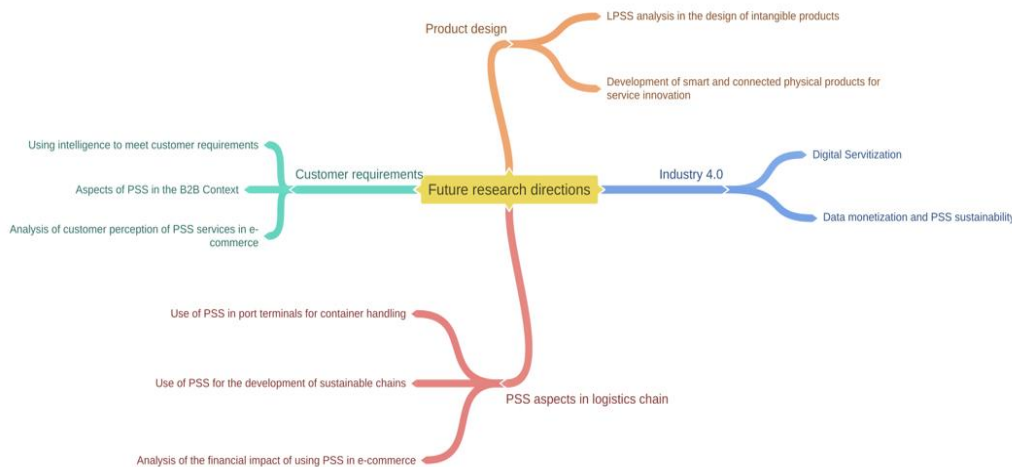 Product design
LPSS analysis in the design of intangible products
Development of smart and connected physical products for
service innovation
Using intelligence to meet customer requirements
Aspects of PSS in the B2B Context
Analysis of customer perception of PSS services in e-
commerce
Customer requirements
Future research directions
Industry 4.0
Digital Servitization
Data monetization and PSS sustainability
Use of PSS in port terminals for container handling
Use of PSS for the development of sustainable chains
Analysis of the financial impact of using PSS in e-commerce
PSS aspects in logistics chain